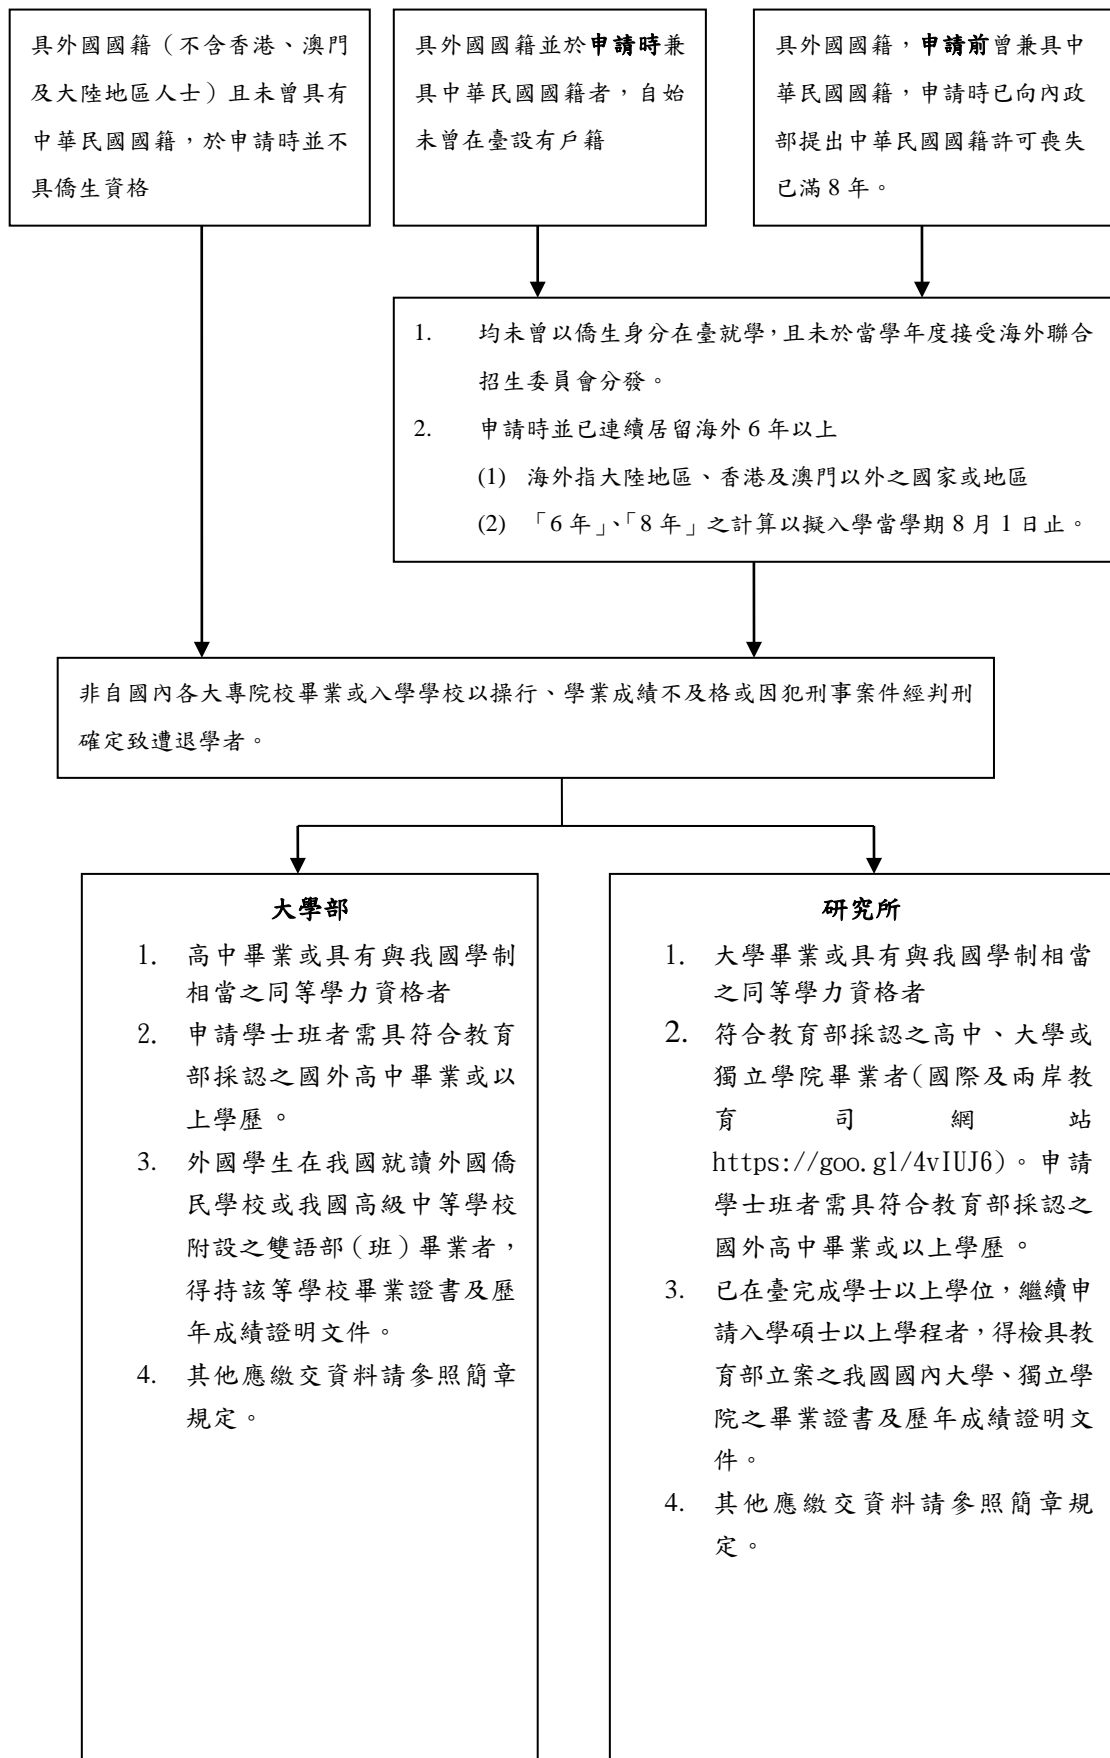 具外國國籍（不含香港、澳門
及大陸地區人士）且未曾具有
中華民國國籍，於申請時並不
具僑生資格
具外國國籍並於申請時兼
具中華民國國籍者，自始
未曾在臺設有戶籍
具外國國籍，申請前曾兼具中
華民國國籍，申請時已向內政
部提出中華民國國籍許可喪失
已滿 8 年。
1. 均未曾以僑生身分在臺就學，且未於當學年度接受海外聯合
招生委員會分發。
2. 申請時並已連續居留海外 6 年以上
(1) 海外指大陸地區、香港及澳門以外之國家或地區
(2) 「6 年」、「8 年」之計算以擬入學當學期 8 月 1 日止。
非自國內各大專院校畢業或入學學校以操行、學業成績不及格或因犯刑事案件經判刑
確定致遭退學者。
大學部
1. 高中畢業或具有與我國學制
相當之同等學力資格者
2. 申請學士班者需具符合教育
部採認之國外高中畢業或以
上學歷。
3. 外國學生在我國就讀外國僑
民學校或我國高級中等學校
附設之雙語部（班）畢業者，
得持該等學校畢業證書及歷
年成績證明文件。
4. 其他應繳交資料請參照簡章
規定。
研究所
1. 大學畢業或具有與我國學制相當
之同等學力資格者
2. 符合教育部採認之高中、大學或
獨立學院畢業者(國際及兩岸教
育司網站
https://goo.gl/4vIUJ6)。申請
學士班者需具符合教育部採認之
國外高中畢業或以上學歷。
3. 已在臺完成學士以上學位，繼續申
請入學碩士以上學程者，得檢具教
育部立案之我國國內大學、獨立學
院之畢業證書及歷年成績證明文
件。
4. 其他應繳交資料請參照簡章規
定。